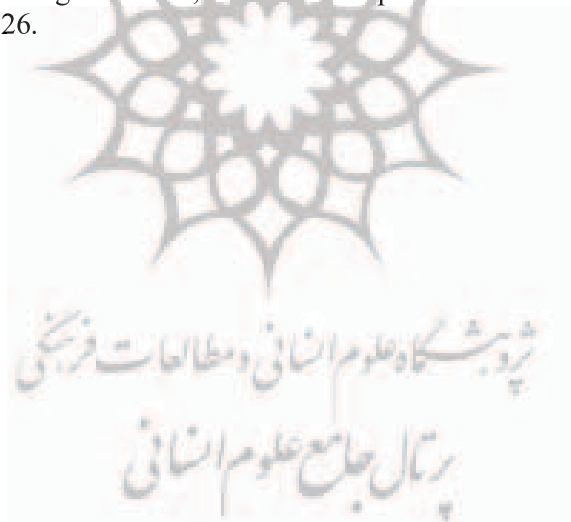 26.
پژوهشگاه علوم انسانی و مطالعات فرهنگی
پرتال جامع علوم انسانی